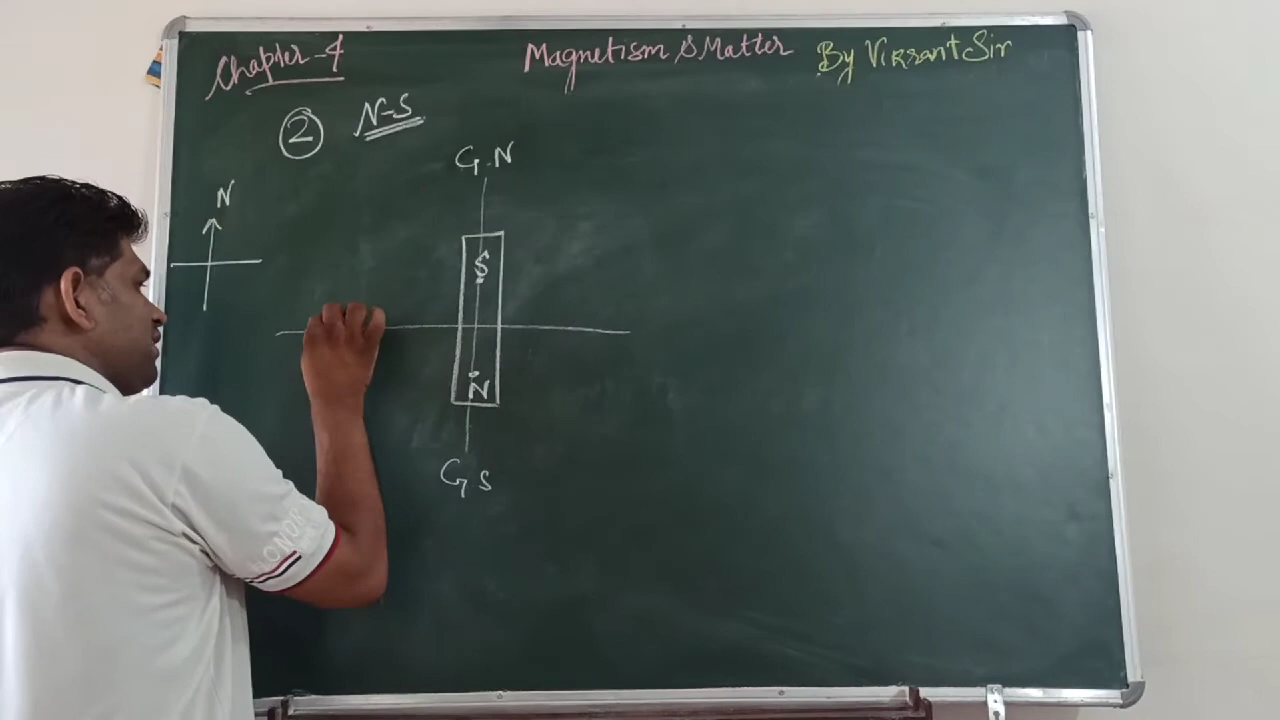 Chapter-4
Magnetism & Matter By Vikrant Sir
② N-S
G.N
N
S
N
G S